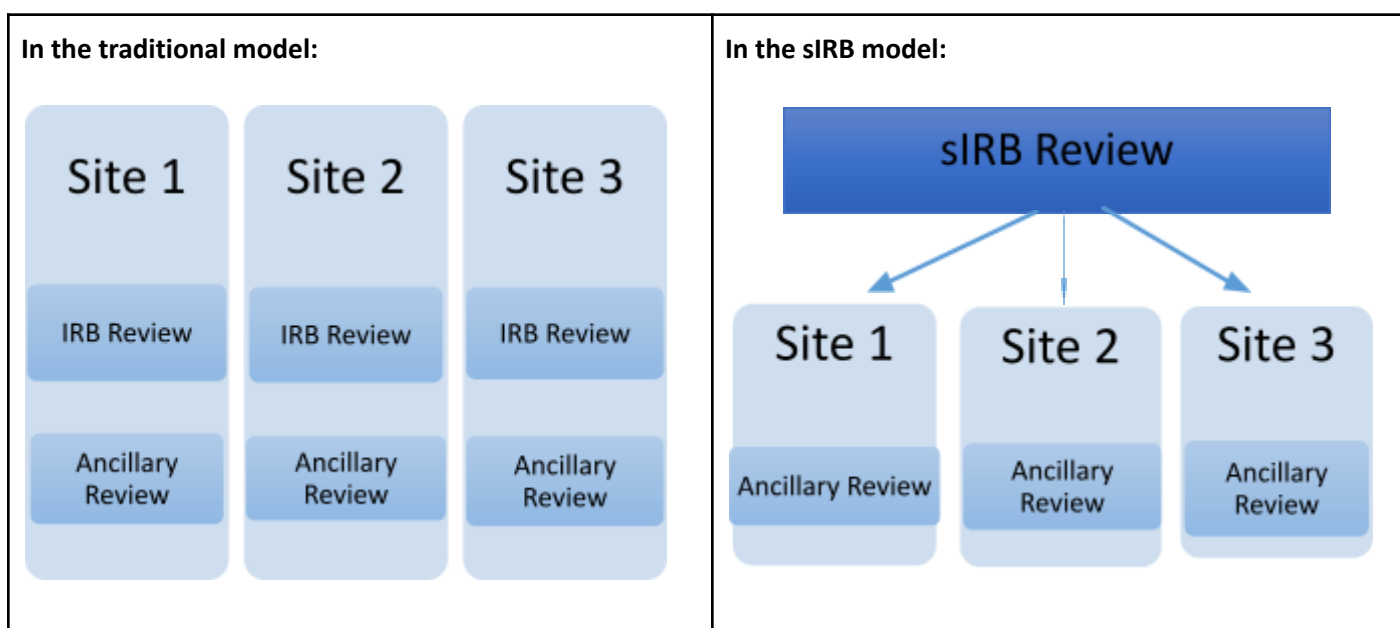 In the traditional model:
Site 1
IRB Review
Ancillary
Review
Site 2
IRB Review
Ancillary
Review
Site 3
IRB Review
Ancillary
Review
In the sIRB model:
sIRB Review
Site 1
Ancillary Review
Site 2
Ancillary
Review
Site 3
Ancillary
Review